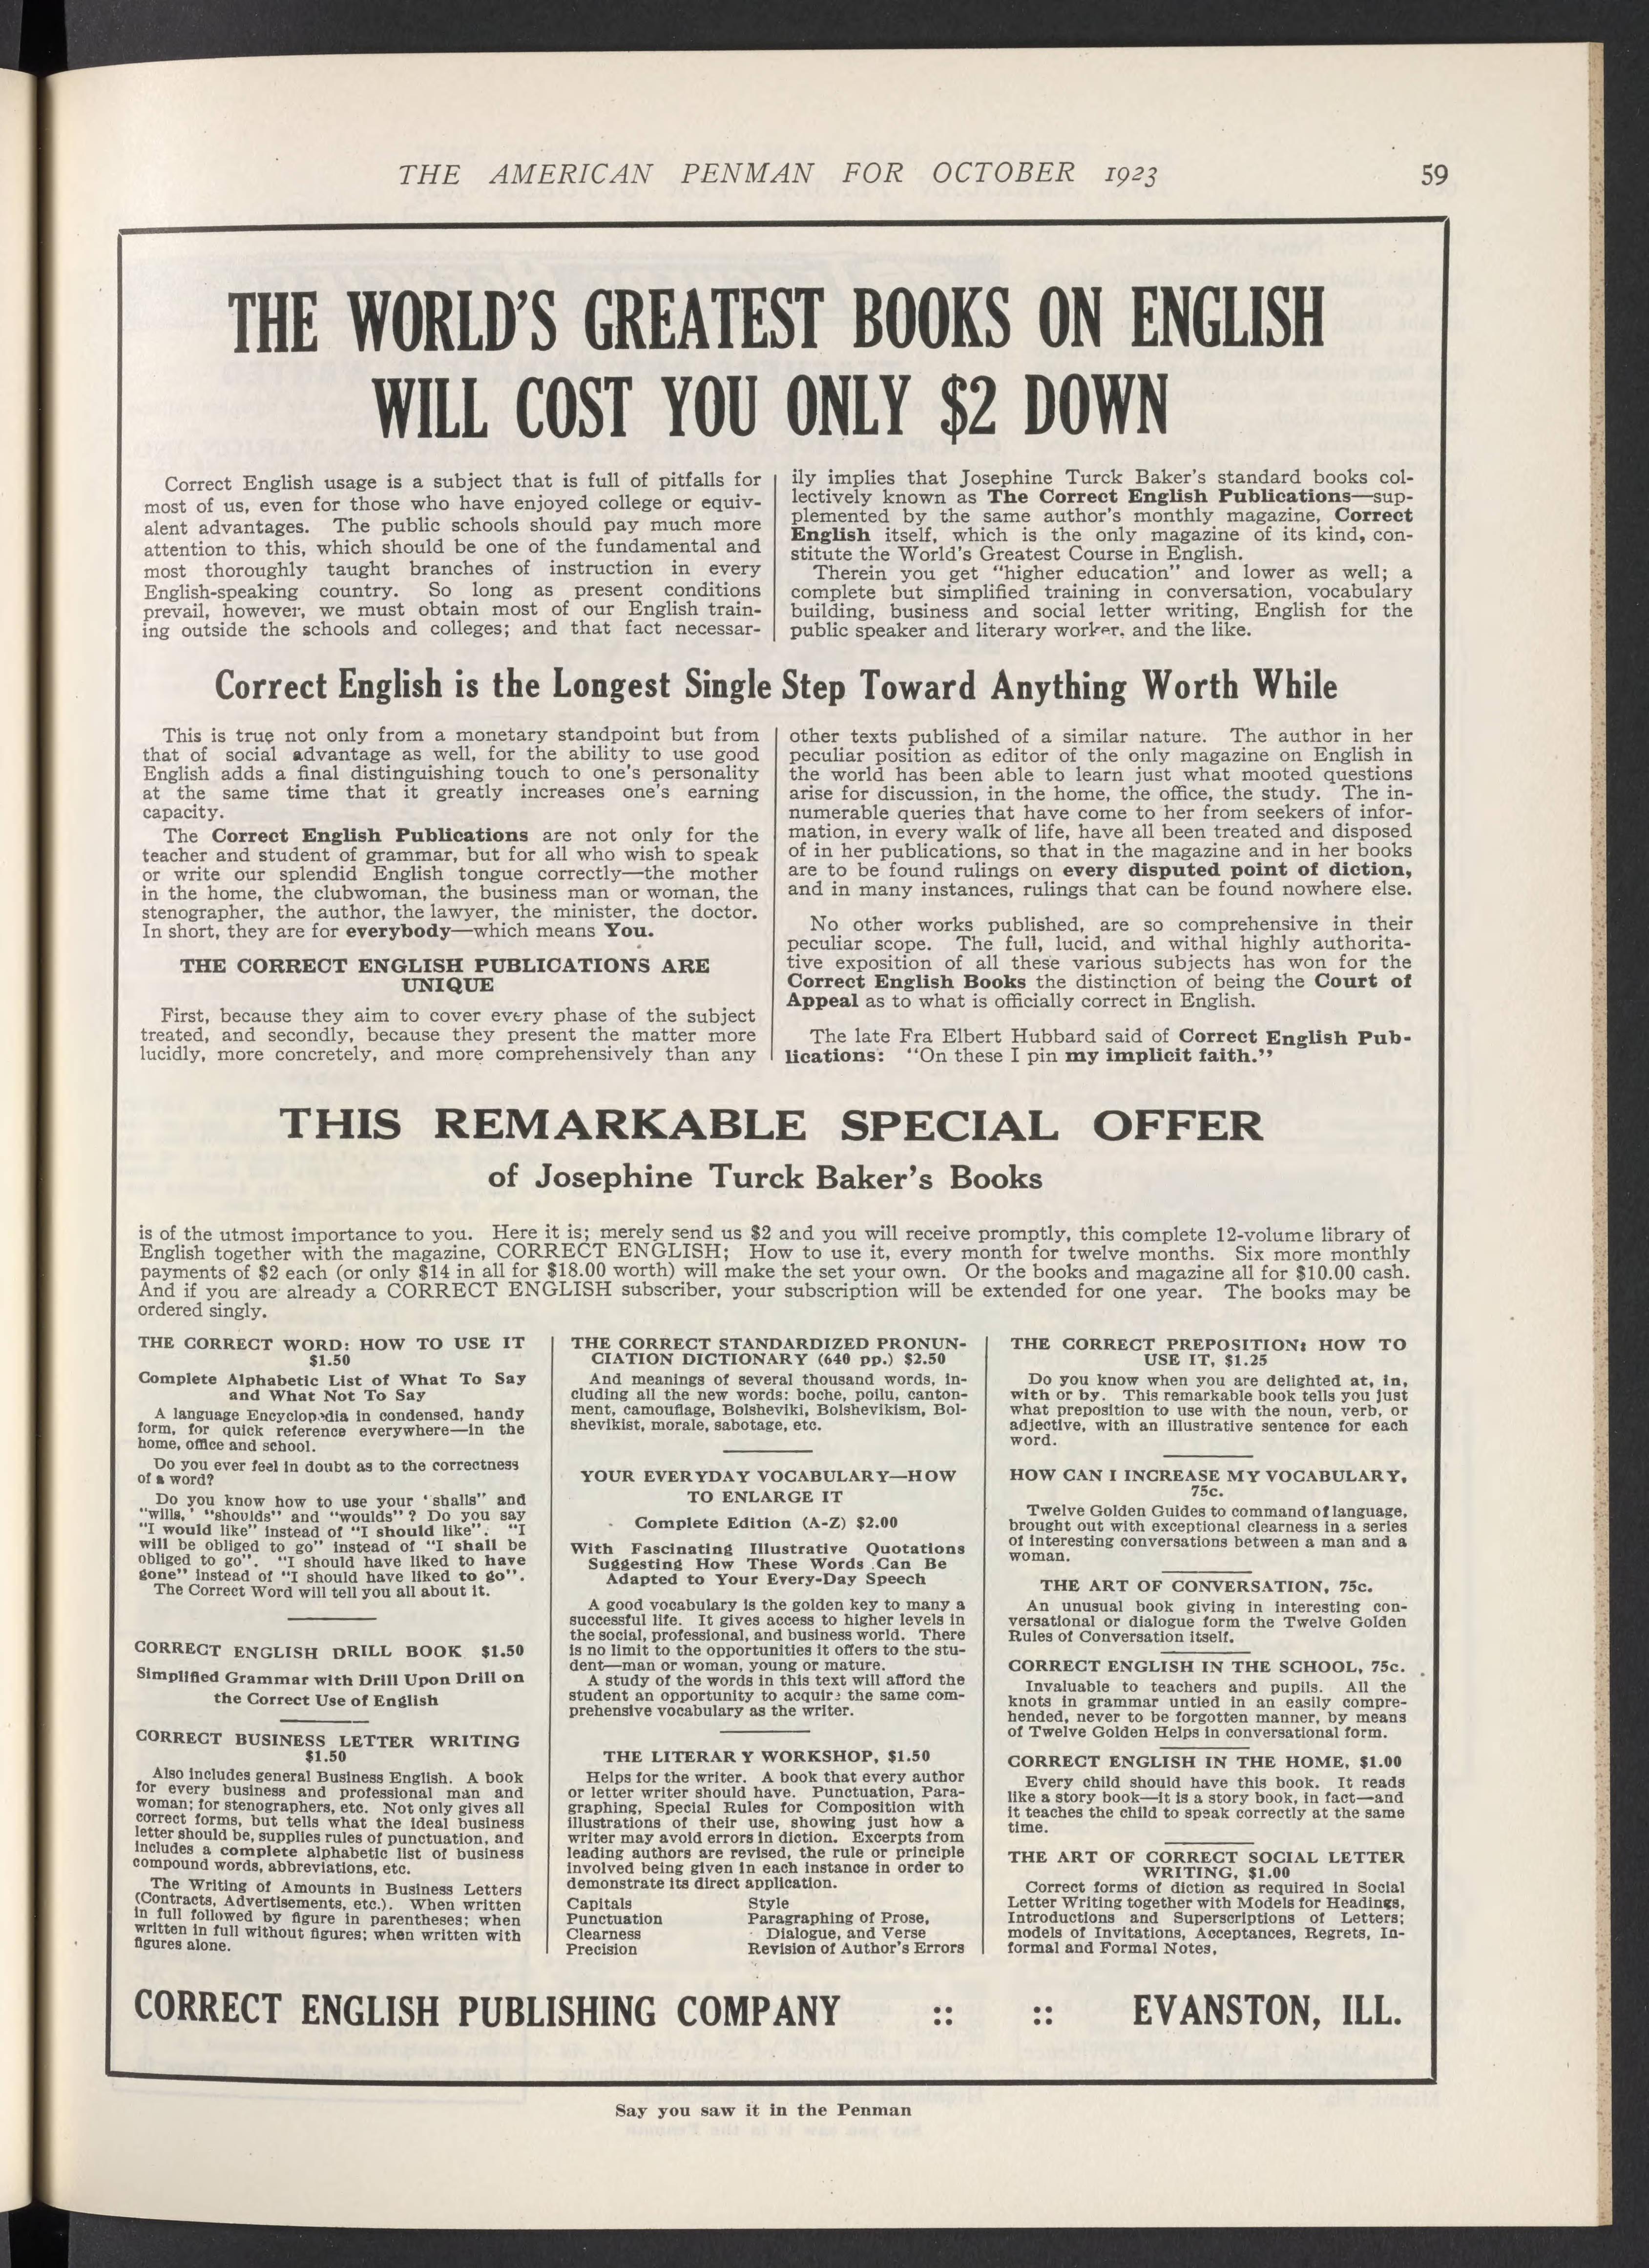 THE AMERICAN PENMAN FOR OCTOBER 1923
59
THE WORLD'S GREATEST BOOKS ON ENGLISH
WILL COST YOU ONLY $2 DOWN
Correct English usage is a subject that is full of pitfalls for
most of us, even for those who have enjoyed college or equiv-
alent advantages. The public schools should pay much more
attention to this, which should be one of the fundamental and
most thoroughly taught branches of instruction in every
English-speaking country. So long as present conditions
prevail, however, we must obtain most of our English train-
ing outside the schools and colleges; and that fact necessar-
ily implies that Josephine Turck Baker's standard books col-
lectively known as The Correct English Publications—sup-
plemented by the same author's monthly magazine, Correct
English itself, which is the only magazine of its kind, con-
stitute the World's Greatest Course in English.
Therein you get "higher education" and lower as well; a
complete but simplified training in conversation, vocabulary
building, business and social letter writing, English for the
public speaker and literary worker, and the like.
Correct English is the Longest Single Step Toward Anything Worth While
This is true not only from a monetary standpoint but from
that of social advantage as well, for the ability to use good
English adds a final distinguishing touch to one's personality
at the same time that it greatly increases one's earning
capacity.
The Correct English Publications are not only for the
teacher and student of grammar, but for all who wish to speak
or write our splendid English tongue correctly—the mother
in the home, the clubwoman, the business man or woman, the
stenographer, the author, the lawyer, the minister, the doctor.
In short, they are for everybody—which means You.
THE CORRECT ENGLISH PUBLICATIONS ARE
UNIQUE
First, because they aim to cover every phase of the subject
treated, and secondly, because they present the matter more
lucidly, more concretely, and more comprehensively than any
other texts published of a similar nature. The author in her
peculiar position as editor of the only magazine on English in
the world has been able to learn just what mooted questions
arise for discussion, in the home, the office, the study. The in-
numerable queries that have come to her from seekers of infor-
mation, in every walk of life, have all been treated and disposed
of in her publications, so that in the magazine and in her books
are to be found rulings on every disputed point of diction,
and in many instances, rulings that can be found nowhere else.
No other works published, are so comprehensive in their
peculiar scope. The full, lucid, and withal highly authorita-
tive exposition of all these various subjects has won for the
Correct English Books the distinction of being the Court of
Appeal as to what is officially correct in English.
The late Fra Elbert Hubbard said of Correct English Pub-
lications: "On these I pin my implicit faith."
THIS REMARKABLE SPECIAL OFFER
of Josephine Turck Baker's Books
is of the utmost importance to you. Here it is; merely send us $2 and you will receive promptly, this complete 12-volume library of
English together with the magazine, CORRECT ENGLISH; How to use it, every month for twelve months. Six more monthly
payments of $2 each (or only $14 in all for $18.00 worth) will make the set your own. Or the books and magazine all for $10.00 cash.
And if you are already a CORRECT ENGLISH subscriber, your subscription will be extended for one year. The books may be
ordered singly.
THE CORRECT WORD: HOW TO USE IT
$1.50
Complete Alphabetic List of What To Say
and What Not To Say
A language Encyclopædia in condensed, handy
form, for quick reference everywhere—in the
home, office and school.
Do you ever feel in doubt as to the correctness
of a word?
Do you know how to use your "shalls" and
"wills," "shoulds" and "woulds"? Do you say
"I would like" instead of "I should like". "I
will be obliged to go" instead of "I shall be
obliged to go". "I should have liked to have
gone" instead of "I should have liked to go".
The Correct Word will tell you all about it.
CORRECT ENGLISH DRILL BOOK $1.50
Simplified Grammar with Drill Upon Drill on
the Correct Use of English
CORRECT BUSINESS LETTER WRITING
$1.50
Also includes general Business English. A book
for every business and professional man and
woman; for stenographers, etc. Not only gives all
correct forms, but tells what the ideal business
letter should be, supplies rules of punctuation, and
includes a complete alphabetic list of business
compound words, abbreviations, etc.
The Writing of Amounts in Business Letters
(Contracts, Advertisements, etc.). When written
in full followed by figure in parentheses; when
written in full without figures; when written with
figures alone.
THE CORRECT STANDARDIZED PRONUN-
CIATION DICTIONARY (640 pp.) $2.50
And meanings of several thousand words, in-
cluding all the new words: boche, poilu, canton-
ment, camouflage, Bolsheviki, Bolshevikism, Bol-
shevikist, morale, sabotage, etc.
YOUR EVERYDAY VOCABULARY—HOW
TO ENLARGE IT
Complete Edition (A-Z) $2.00
With Fascinating Illustrative Quotations
Suggesting How These Words Can Be
Adapted to Your Every-Day Speech
A good vocabulary is the golden key to many a
successful life. It gives access to higher levels in
the social, professional, and business world. There
is no limit to the opportunities it offers to the stu-
dent—man or woman, young or mature.
A study of the words in this text will afford the
student an opportunity to acquire the same com-
prehensive vocabulary as the writer.
THE LITERARY WORKSHOP, $1.50
Helps for the writer. A book that every author
or letter writer should have. Punctuation, Para-
graphing, Special Rules for Composition with
illustrations of their use, showing just how a
writer may avoid errors in diction. Excerpts from
leading authors are revised, the rule or principle
involved being given in each instance in order to
demonstrate its direct application.
Capitals Style
Punctuation Paragraphing of Prose,
Clearness Dialogue, and Verse
Precision Revision of Author's Errors
THE CORRECT PREPOSITION: HOW TO
USE IT, $1.25
Do you know when you are delighted at, in,
with or by. This remarkable book tells you just
what preposition to use with the noun, verb, or
adjective, with an illustrative sentence for each
word.
HOW CAN I INCREASE MY VOCABULARY,
75c.
Twelve Golden Guides to command of language,
brought out with exceptional clearness in a series
of interesting conversations between a man and a
woman.
THE ART OF CONVERSATION, 75c.
An unusual book giving in interesting con-
versational or dialogue form the Twelve Golden
Rules of Conversation itself.
CORRECT ENGLISH IN THE SCHOOL, 75c.
Invaluable to teachers and pupils. All the
knots in grammar untied in an easily compre-
hended, never to be forgotten manner, by means
of Twelve Golden Helps in conversational form.
CORRECT ENGLISH IN THE HOME, $1.00
Every child should have this book. It reads
like a story book—it is a story book, in fact—and
it teaches the child to speak correctly at the same
time.
THE ART OF CORRECT SOCIAL LETTER
WRITING, $1.00
Correct forms of diction as required in Social
Letter Writing together with Models for Headings,
Introductions and Superscriptions of Letters;
models of Invitations, Acceptances, Regrets, In-
formal and Formal Notes,
CORRECT ENGLISH PUBLISHING COMPANY :: :: EVANSTON, ILL.
Say you saw it in the Penman